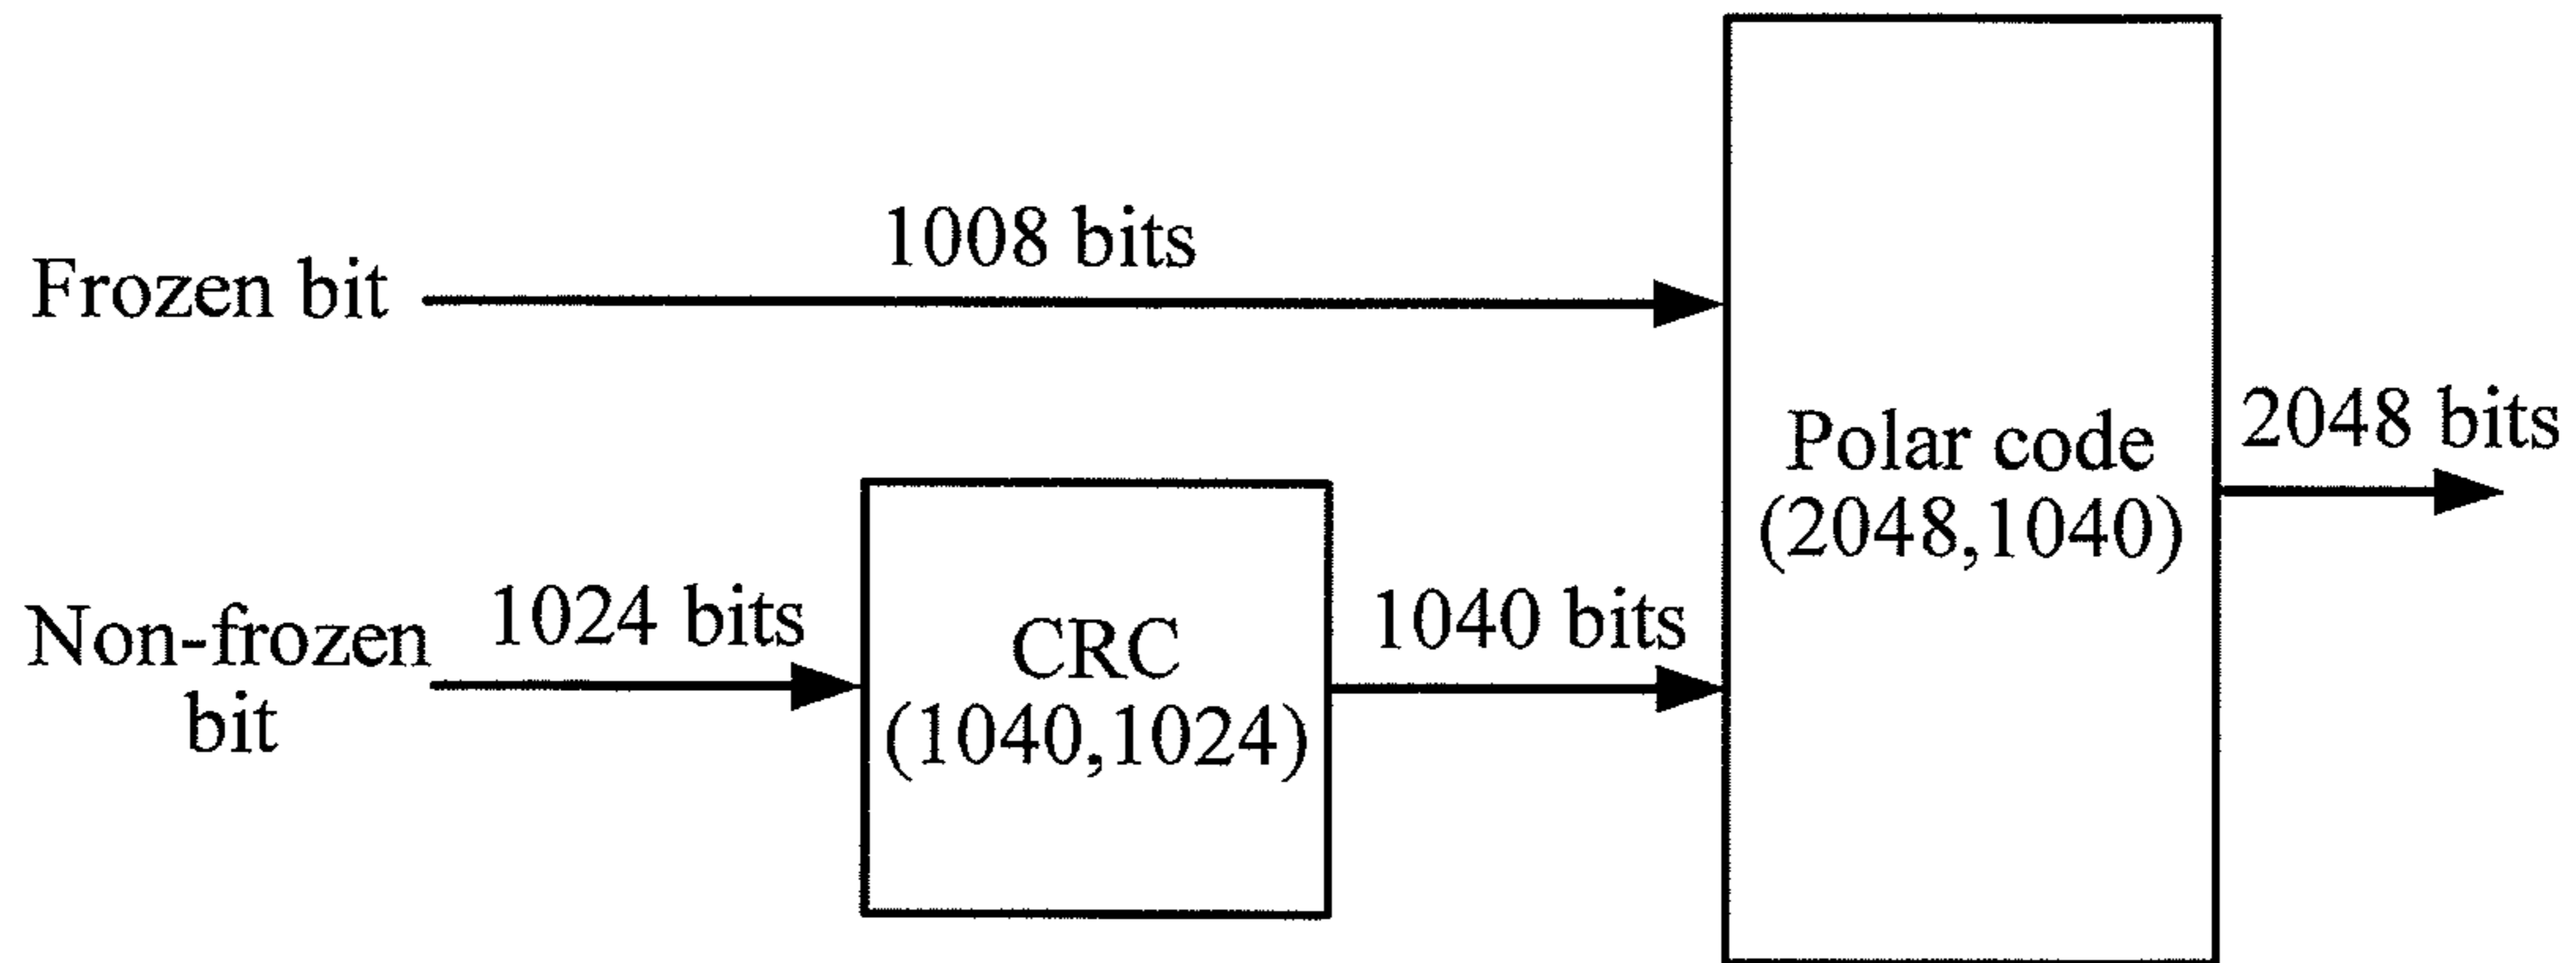 1008 bits
Frozen bit
Polar code
(2048,1040)
2048 bits
Non-frozen
bit
1024 bits
CRC
(1040,1024)
1040 bits